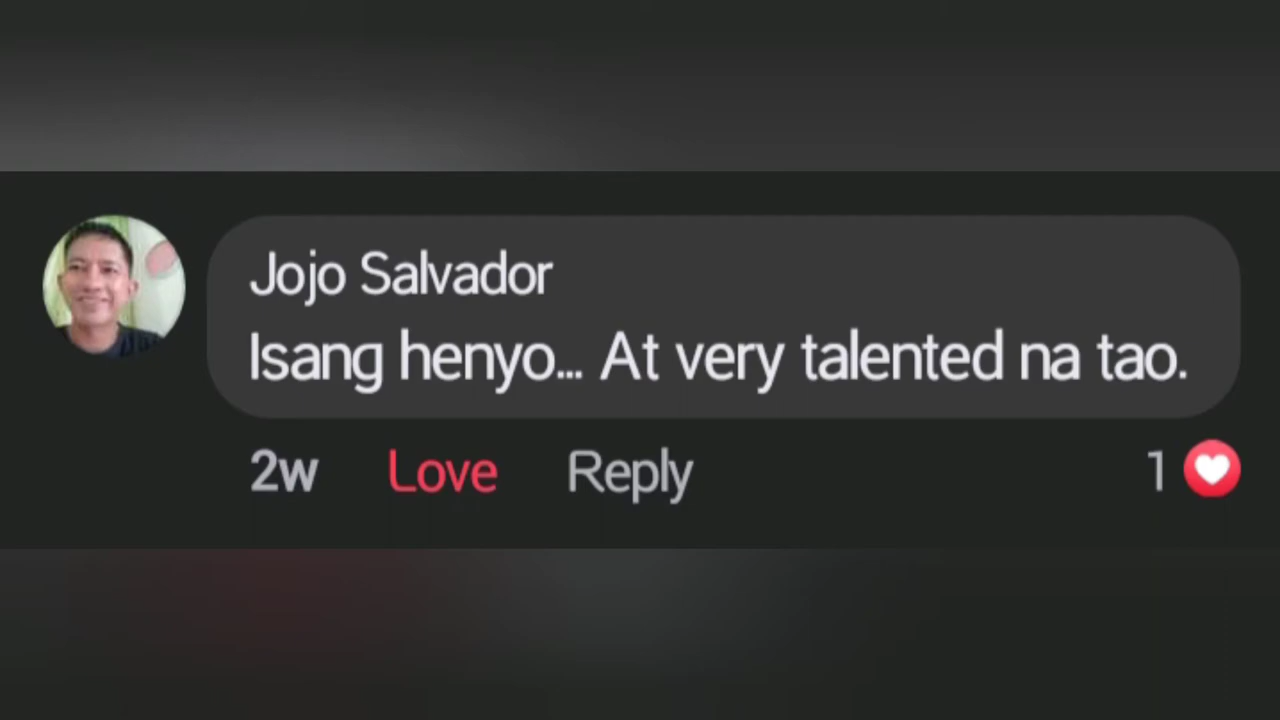 Jojo Salvador
Isang henyo... At very talented na tao.
2w Love Reply 1